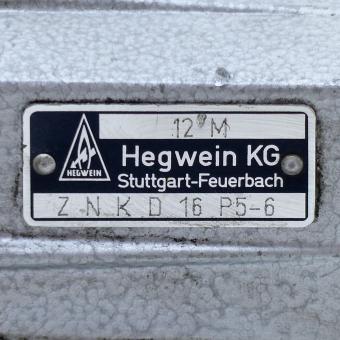 12" M
HEGWEIN
Hegwein KG
Stuttgart-Feuerbach
Z N K D 16 P5-6